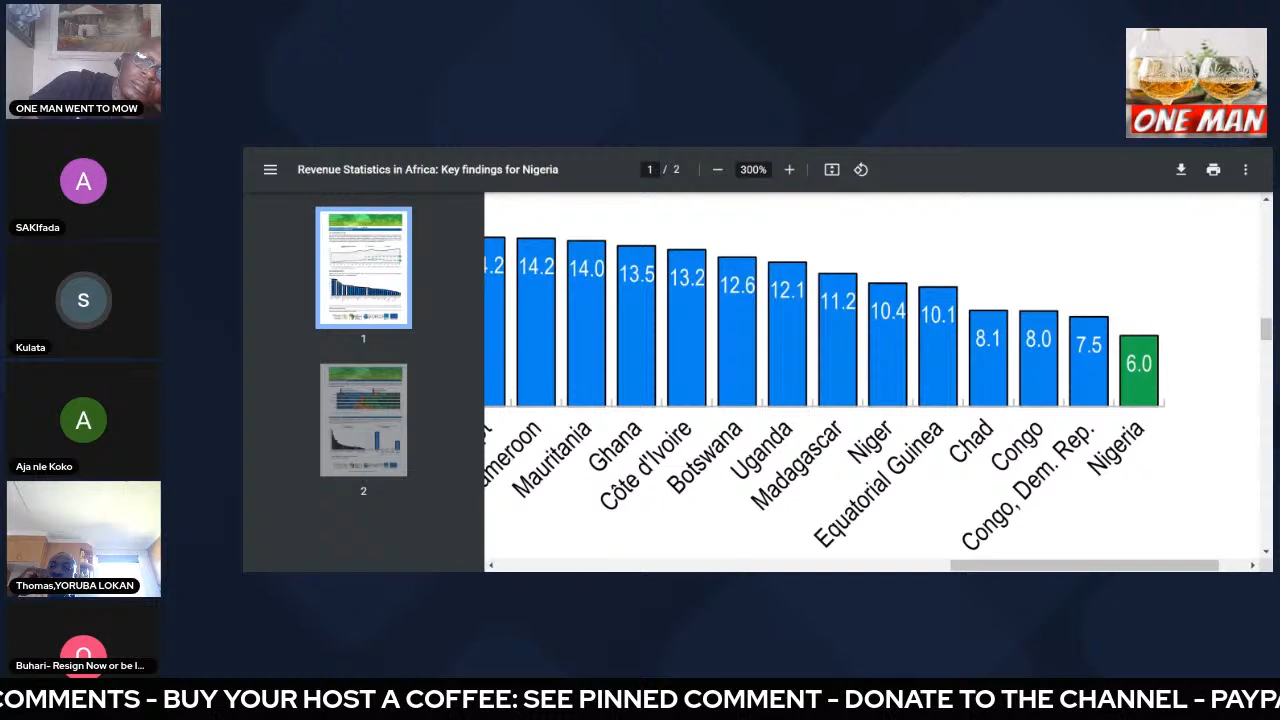 ONE MAN WENT TO MOW
A
SAKIfada
S
Kulata
A
Aja nle Koko
Thomas,YORUBA LOKAN
Buhari- Resign Now or be I...
ONE MAN
Revenue Statistics in Africa: Key findings for Nigeria
1 / 2
300%
1
2
4.2 14.2 14.0 13.5 13.2 12.6 12.1 11.2 10.4 10.1 8.1 8.0 7.5 6.0
ameroon
Mauritania
Ghana
Côte d'Ivoire
Botswana
Uganda
Madagascar
Niger
Equatorial Guinea
Chad
Congo
Congo, Dem. Rep.
Nigeria
COMMENTS - BUY YOUR HOST A COFFEE: SEE PINNED COMMENT - DONATE TO THE CHANNEL - PAYPA